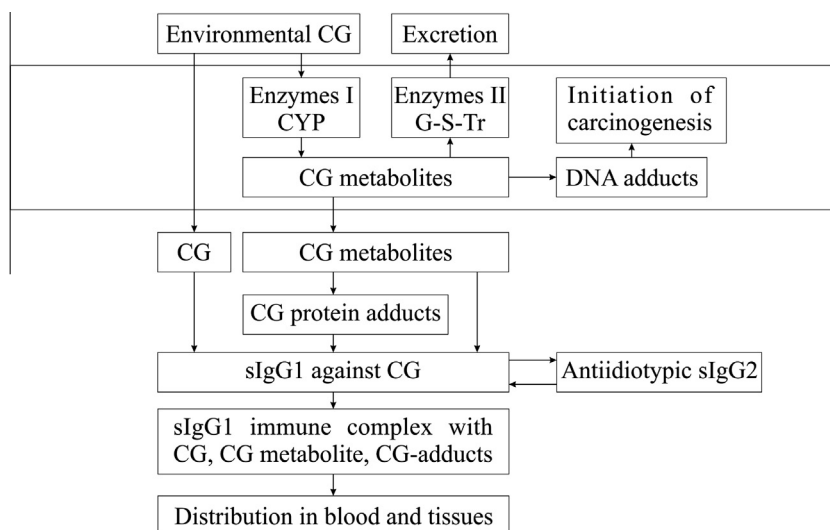 Environmental CG
Excretion
Enzymes I
CYP
Enzymes II
G-S-Tr
Initiation of
carcinogenesis
CG metabolites
DNA adducts
CG
CG metabolites
CG protein adducts
sIgG1 against CG
Antiidiotypic sIgG2
sIgG1 immune complex with
CG, CG metabolite, CG-adducts
Distribution in blood and tissues